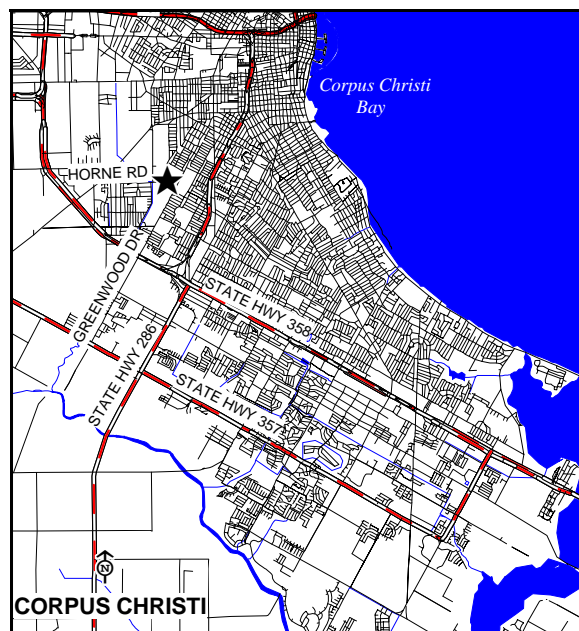 Corpus Christi
Bay
HORNE RD
GREENWOOD DR
STATE HWY 286
STATE HWY 358
STATE HWY 357
N
CORPUS CHRISTI